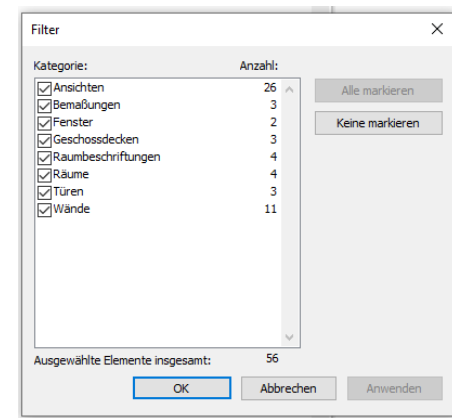 Filter
Kategorie: Anzahl:
Ansichten 26
Bemaßungen 3
Fenster 2
Geschossdecken 3
Raumbeschriftungen 4
Räume 4
Türen 3
Wände 11
Alle markieren
Keine markieren
Ausgewählte Elemente insgesamt: 56
OK Abbrechen Anwenden